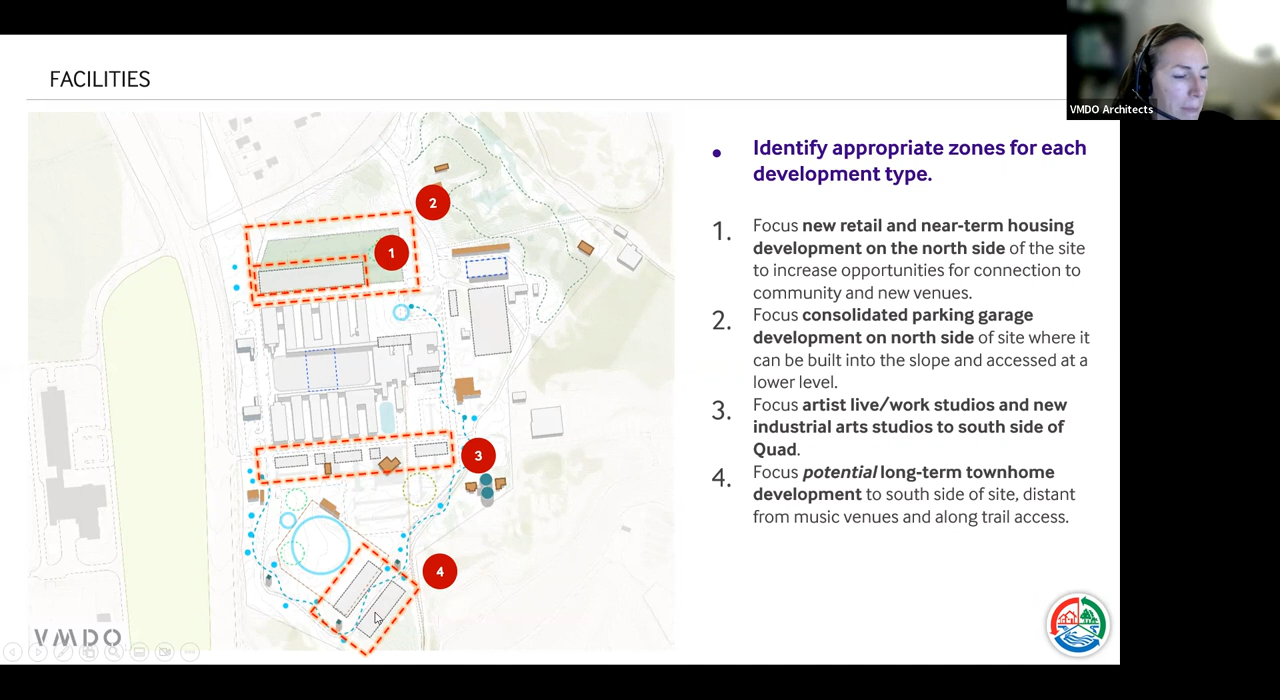 FACILITIES
VMDO Architects
• Identify appropriate zones for each
development type.
1. Focus new retail and near-term housing
development on the north side of the site
to increase opportunities for connection to
community and new venues.
2. Focus consolidated parking garage
development on north side of site where it
can be built into the slope and accessed at a
lower level.
3. Focus artist live/work studios and new
industrial arts studios to south side of
Quad.
4. Focus potential long-term townhome
development to south side of site, distant
from music venues and along trail access.
2
1
3
4
VMDO